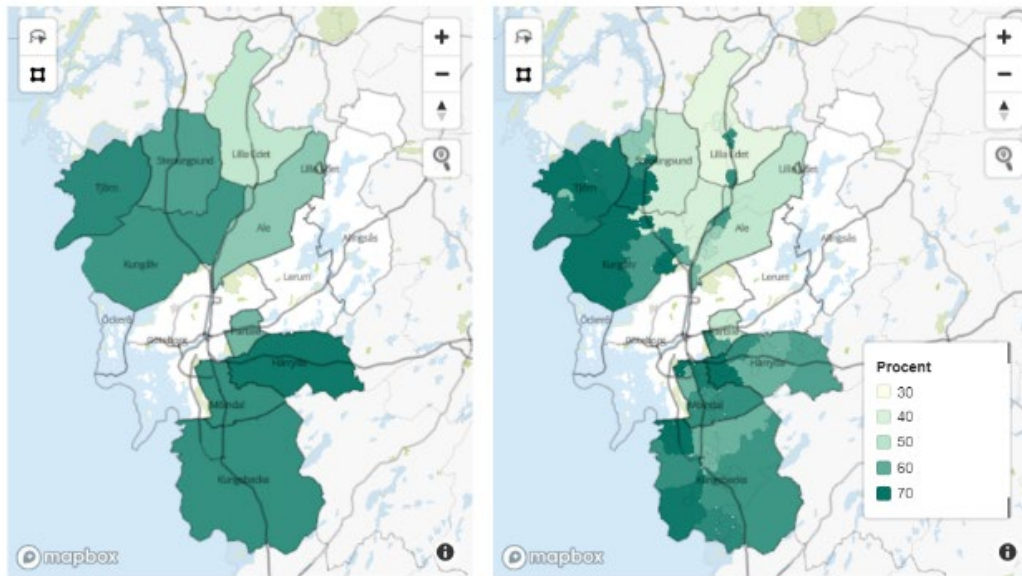 Stenungsund
Lilla Edet
Lilla Edet
Tjörn
Ale
Kungälv
Alingsås
Lerum
Öckerö
Partille
Härryda
Mölndal
Kungsbacka
mapbox
Stenungsund
Lilla Edet
Lilla Edet
Tjörn
Ale
Kungälv
Alingsås
Lerum
Öckerö
Partille
Härryda
Mölndal
Kungsbacka
mapbox
Procent
30
40
50
60
70